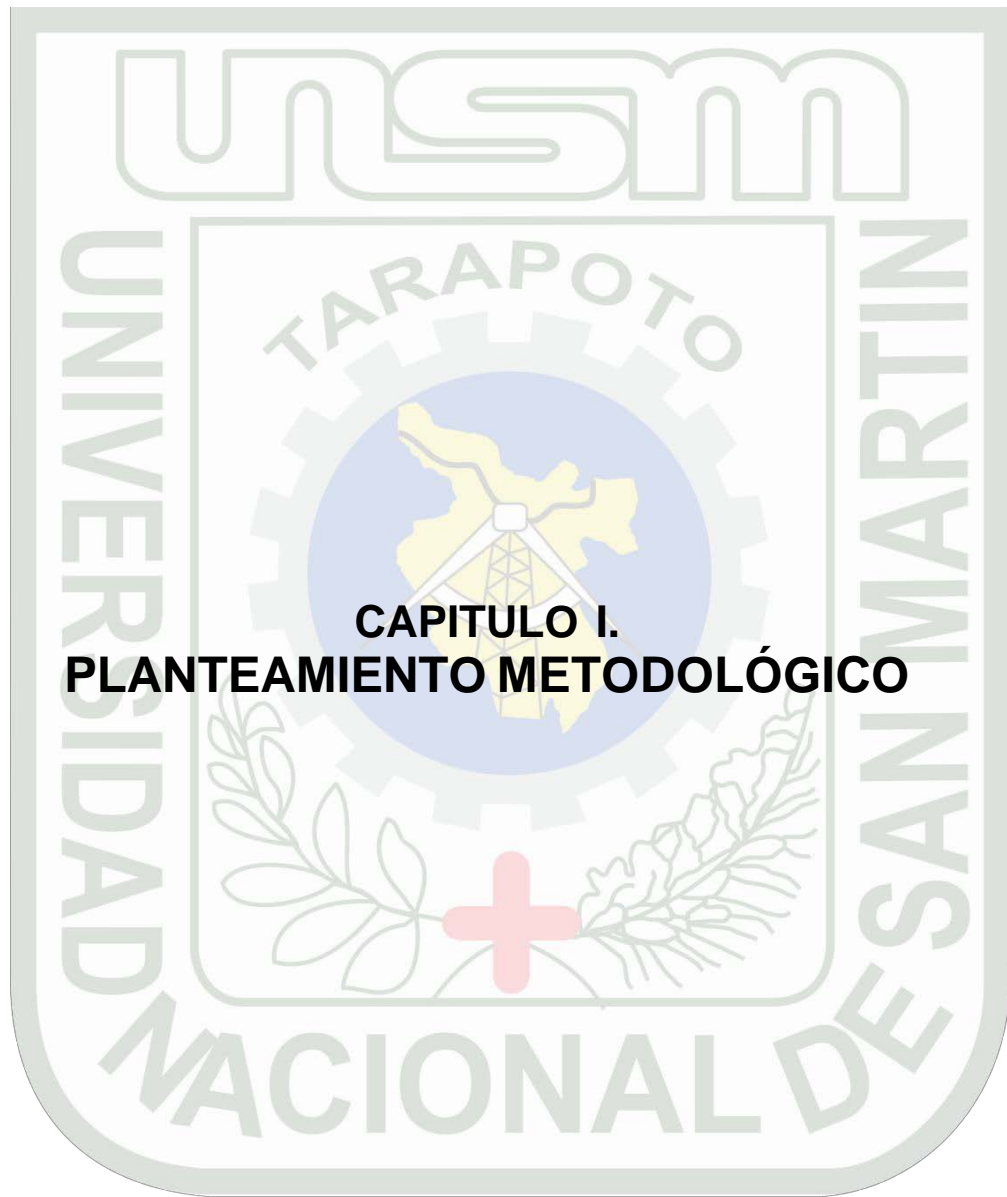 unsm
TARAPOTO
UNIVERSIDAD NACIONAL DE SAN MARTIN
CAPITULO I.
PLANTEAMIENTO METODOLÓGICO